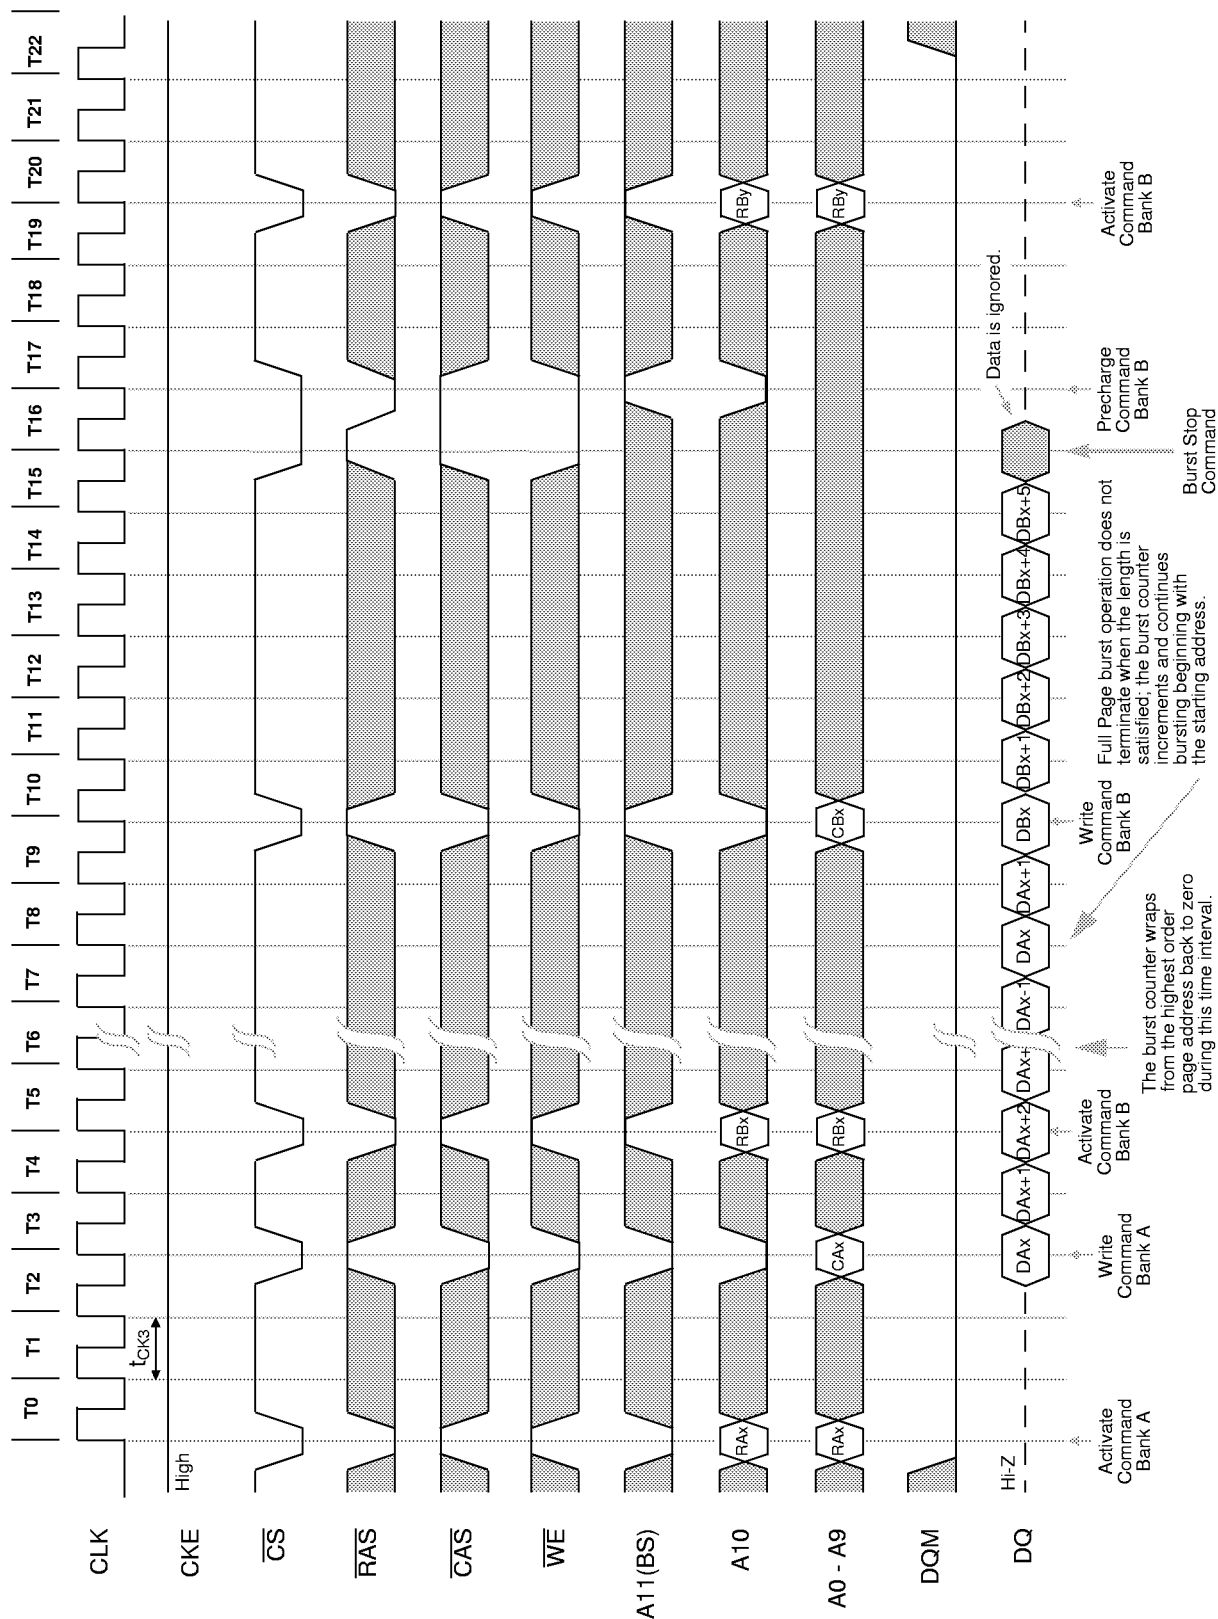 T0 T1 T2 T3 T4 T5 T6 T7 T8 T9 T10 T11 T12 T13 T14 T15 T16 T17 T18 T19 T20 T21 T22
CLK
tCK3
CKE
High
CS
RAS
CAS
WE
A11(BS)
A10
RAx RBx RBy
A0 - A9
RAx CAx RBx CBx RBy
DQM
DQ
Hi-Z
DAx DAx+1 DAx+2 DAx+ DAx-1 DAx DAx+1 DBx DBx+1 DBx+2 DBx+3 DBx+4 DBx+5
Data is ignored.
Activate
Command
Bank A
Write
Command
Bank A
Activate
Command
Bank B
The burst counter wraps
from the highest order
page address back to zero
during this time interval.
Write
Command
Bank B
Full Page burst operation does not
terminate when the length is
satisfied; the burst counter
increments and continues
bursting beginning with
the starting address.
Burst Stop
Command
Precharge
Command
Bank B
Activate
Command
Bank B